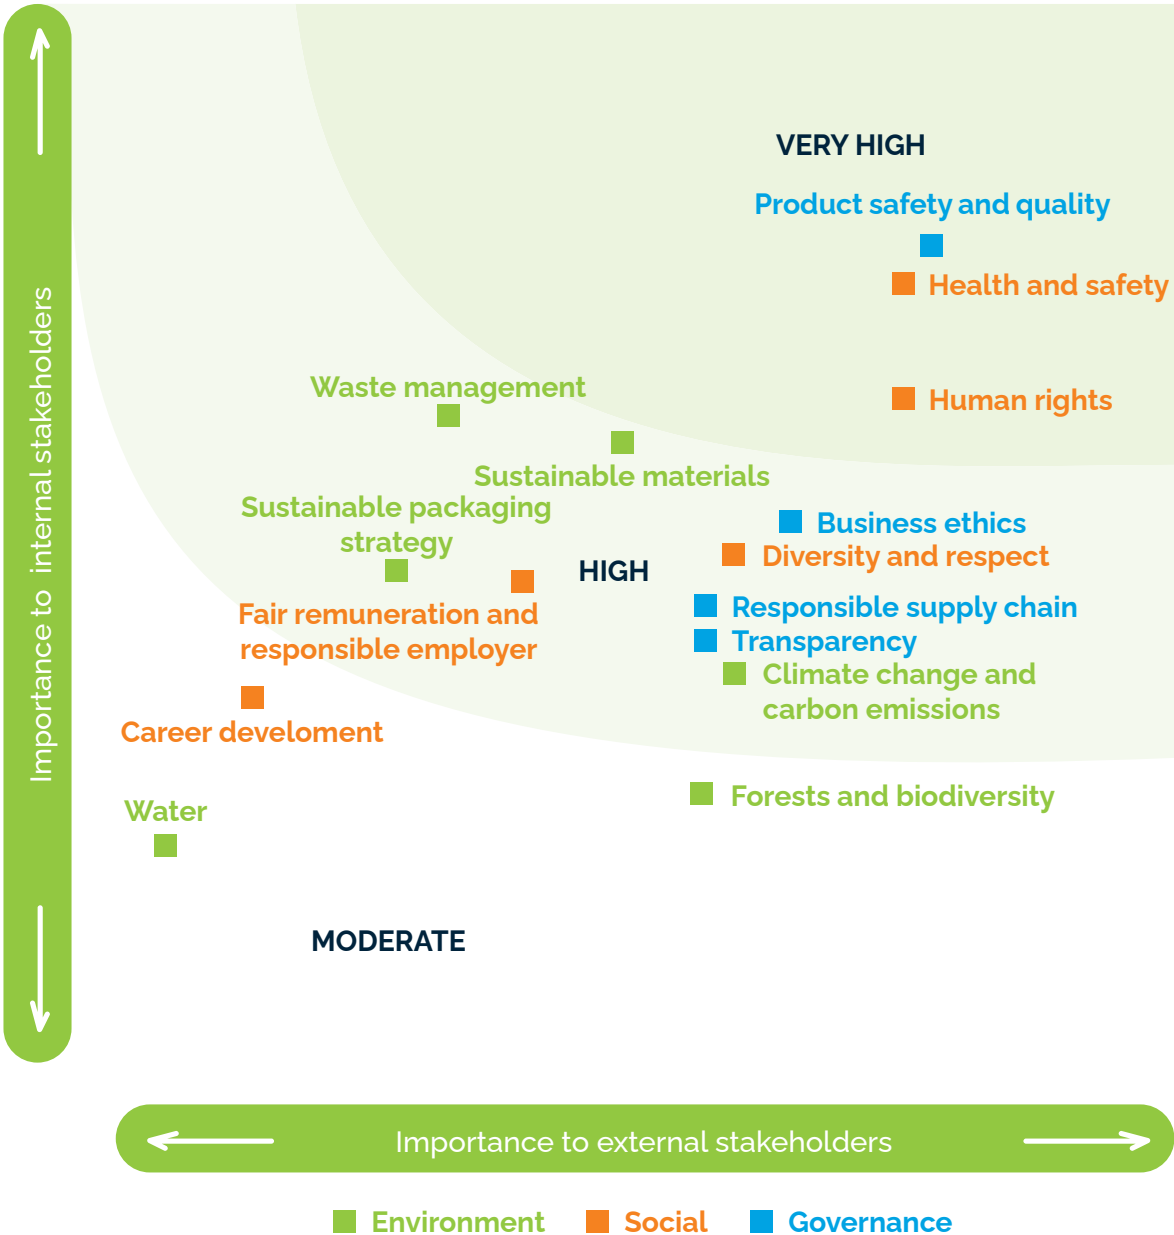 VERY HIGH
Product safety and quality
Health and safety
Importance to internal stakeholders
Waste management
Human rights
Sustainable materials
Sustainable packaging
strategy
Business ethics
Diversity and respect
HIGH
Fair remuneration and
responsible employer
Responsible supply chain
Transparency
Climate change and
carbon emissions
Career develoment
Forests and biodiversity
Water
MODERATE
Importance to external stakeholders
Environment
Social
Governance